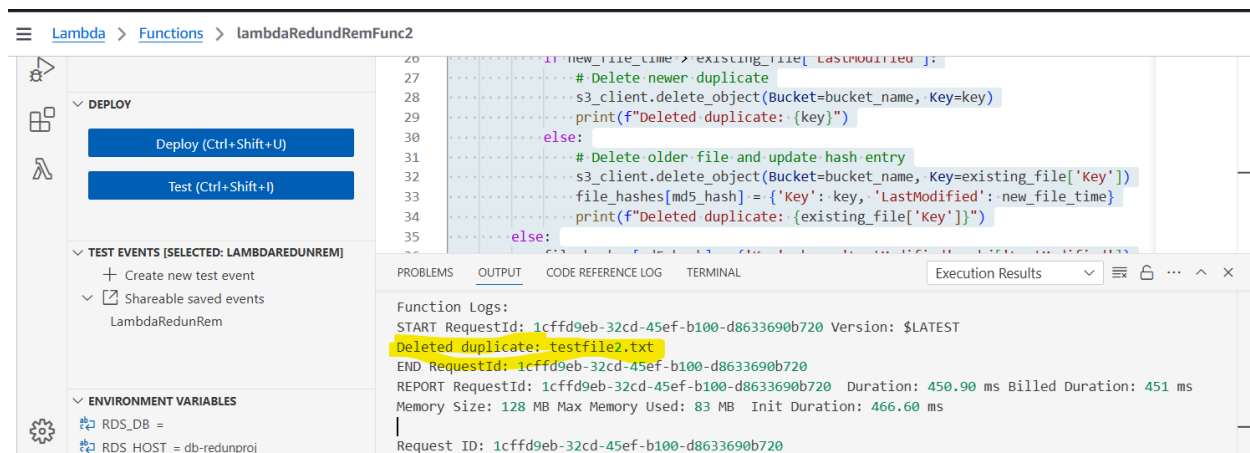 Lambda > Functions > lambdaRedundRemFunc2
DEPLOY
Deploy (Ctrl+Shift+U)
Test (Ctrl+Shift+I)
TEST EVENTS [SELECTED: LAMBDAREDUNREM]
Create new test event
Shareable saved events
LambdaRedunRem
ENVIRONMENT VARIABLES
RDS_DB =
RDS_HOST = db-redunproj
26 if new_file_time > existing_file['LastModified']:
27 # Delete newer duplicate
28 s3_client.delete_object(Bucket=bucket_name, Key=key)
29 print(f"Deleted duplicate: {key}")
30 else:
31 # Delete older file and update hash entry
32 s3_client.delete_object(Bucket=bucket_name, Key=existing_file['Key'])
33 file_hashes[md5_hash] = {'Key': key, 'LastModified': new_file_time}
34 print(f"Deleted duplicate: {existing_file['Key']}")
35 else:
PROBLEMS OUTPUT CODE REFERENCE LOG TERMINAL Execution Results
Function Logs:
START RequestId: 1cffd9eb-32cd-45ef-b100-d8633690b720 Version: $LATEST
Deleted duplicate: testfile2.txt
END RequestId: 1cffd9eb-32cd-45ef-b100-d8633690b720
REPORT RequestId: 1cffd9eb-32cd-45ef-b100-d8633690b720 Duration: 450.90 ms Billed Duration: 451 ms
Memory Size: 128 MB Max Memory Used: 83 MB Init Duration: 466.60 ms
Request ID: 1cffd9eb-32cd-45ef-b100-d8633690b720